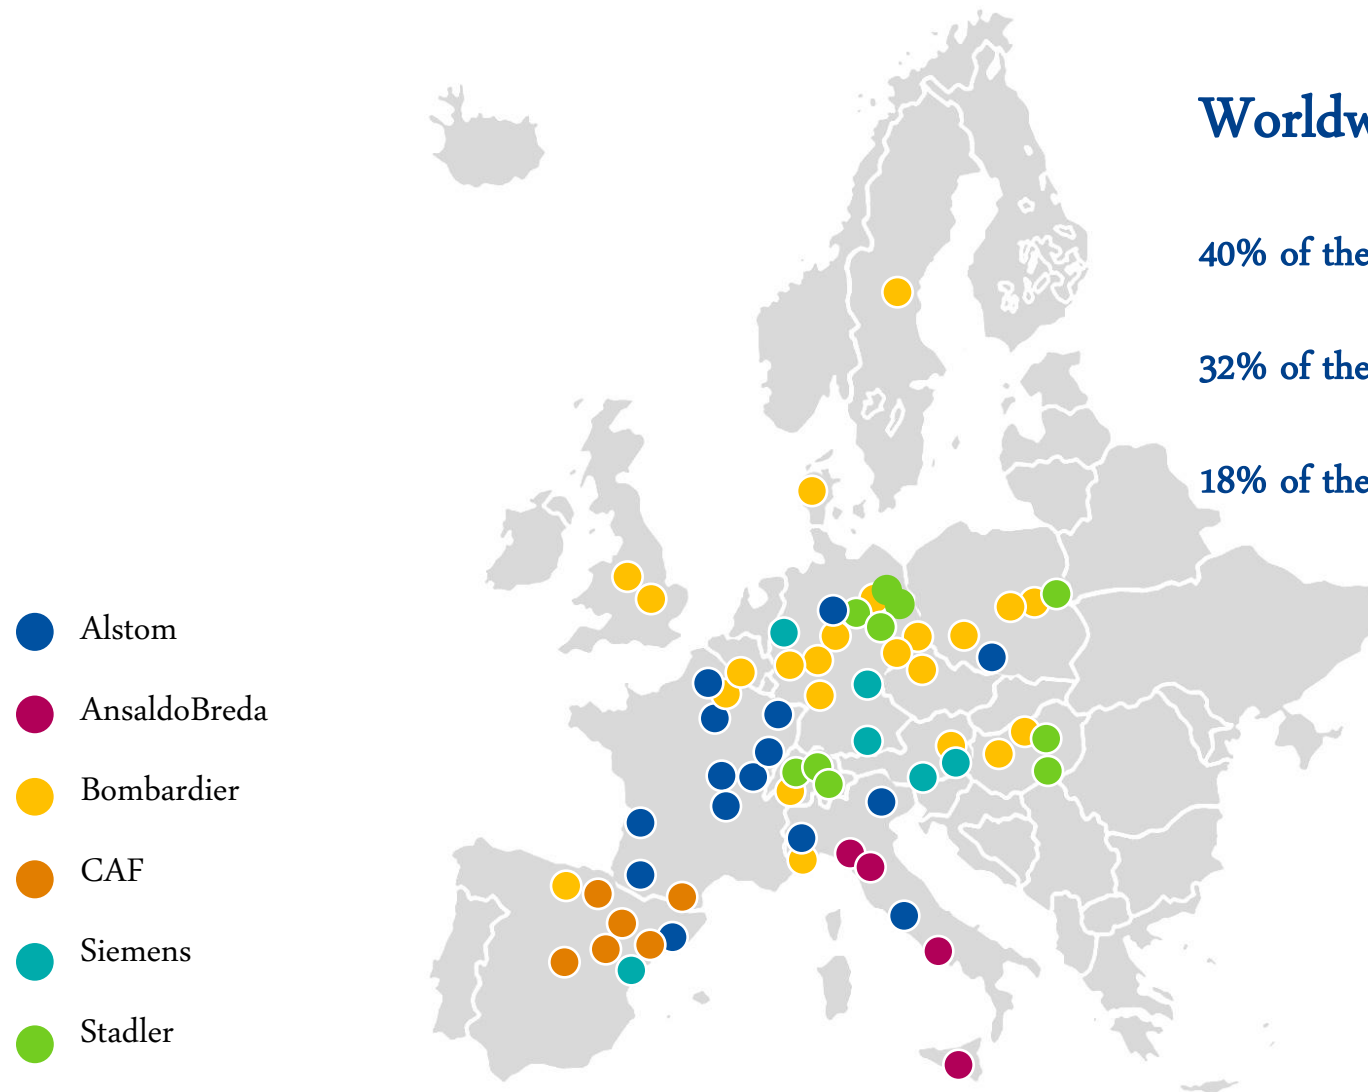 Worldw
40% of the
32% of the
18% of the
Alstom
AnsaldoBreda
Bombardier
CAF
Siemens
Stadler